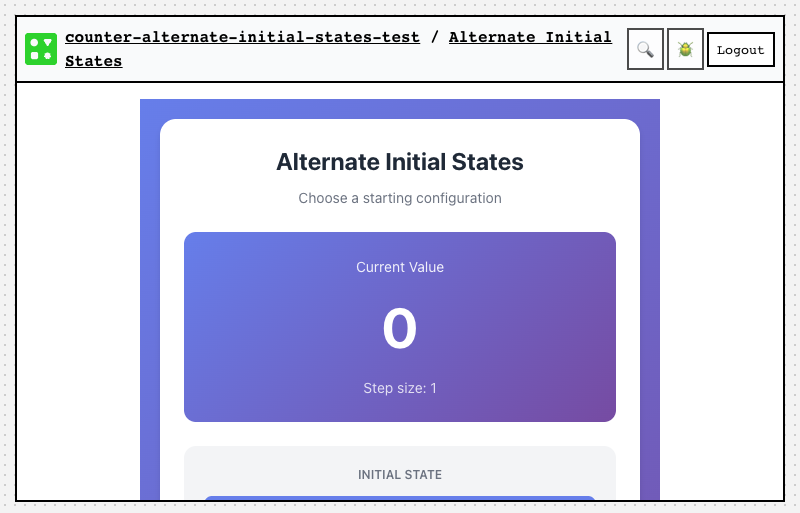 counter-alternate-initial-states-test / Alternate Initial
States
Logout
Alternate Initial States
Choose a starting configuration
Current Value
0
Step size: 1
INITIAL STATE